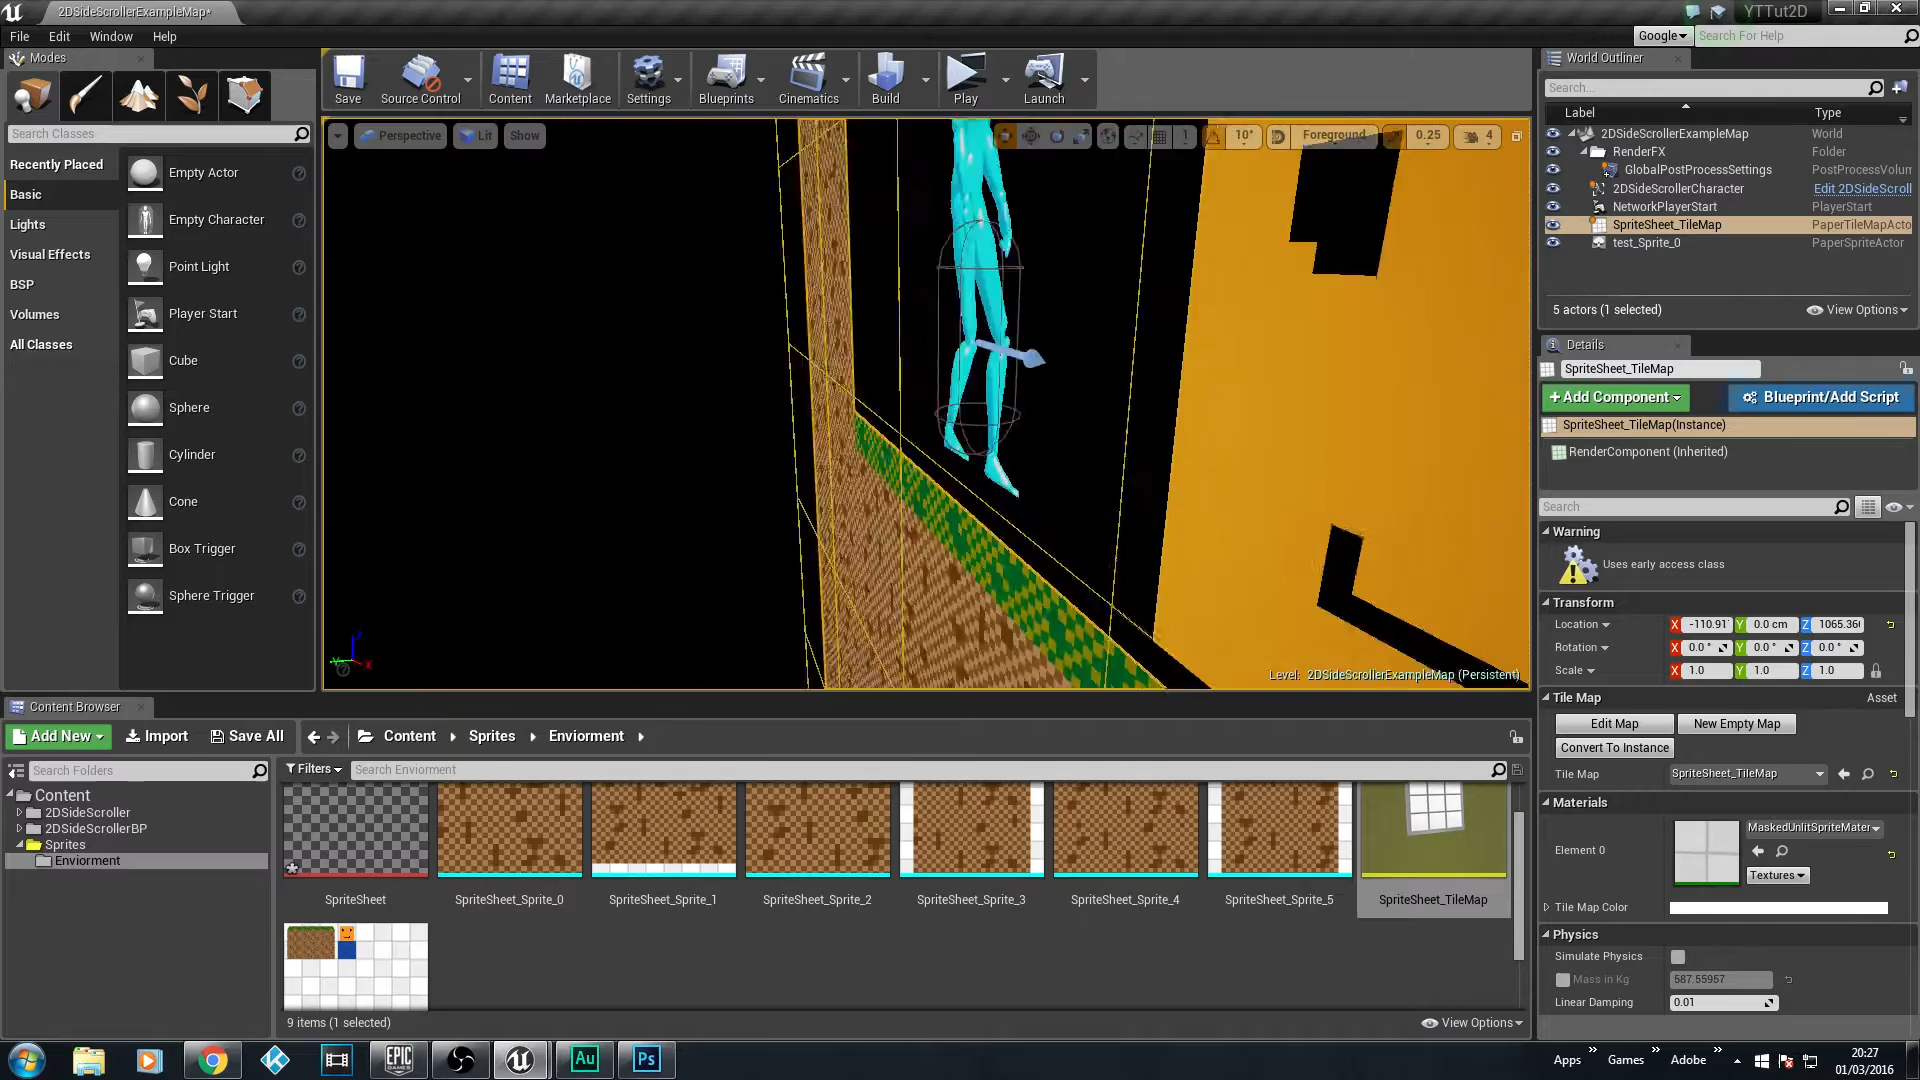 2DSideScrollerExampleMap*
YTTut2D
File Edit Window Help
Google Search For Help
Modes
Search Classes
Recently Placed
Basic
Lights
Visual Effects
BSP
Volumes
All Classes
Empty Actor
Empty Character
Point Light
Player Start
Cube
Sphere
Cylinder
Cone
Box Trigger
Sphere Trigger
Save Source Control Content Marketplace Settings Blueprints Cinematics Build Play Launch
Perspective Lit Show 1 10° Foreground 0.25 4
Level: 2DSideScrollerExampleMap (Persistent)
World Outliner
Search...
Label Type
2DSideScrollerExampleMap World
RenderFX Folder
GlobalPostProcessSettings PostProcessVolum
2DSideScrollerCharacter Edit 2DSideScroll
NetworkPlayerStart PlayerStart
SpriteSheet_TileMap PaperTileMapActo
test_Sprite_0 PaperSpriteActor
5 actors (1 selected) View Options
Details
SpriteSheet_TileMap
+Add Component Blueprint/Add Script
SpriteSheet_TileMap(Instance)
RenderComponent (Inherited)
Search
Warning
Uses early access class
Transform
Location X -110.91 Y 0.0 cm Z 1065.36
Rotation X 0.0 ° Y 0.0 ° Z 0.0 °
Scale X 1.0 Y 1.0 Z 1.0
Tile Map Asset
Edit Map New Empty Map
Convert To Instance
Tile Map SpriteSheet_TileMap
Materials
Element 0 MaskedUnlitSpriteMater
Textures
Tile Map Color
Physics
Simulate Physics
Mass in Kg 587.55957
Linear Damping 0.01
Content Browser
Add New Import Save All Content Sprites Enviorment
Search Folders Filters Search Enviorment
Content
2DSideScroller
2DSideScrollerBP
Sprites
Enviorment
SpriteSheet SpriteSheet_Sprite_0 SpriteSheet_Sprite_1 SpriteSheet_Sprite_2 SpriteSheet_Sprite_3 SpriteSheet_Sprite_4 SpriteSheet_Sprite_5 SpriteSheet_TileMap
9 items (1 selected) View Options
EPIC GAMES Au Ps
Apps » Games » Adobe »
20:27
01/03/2016